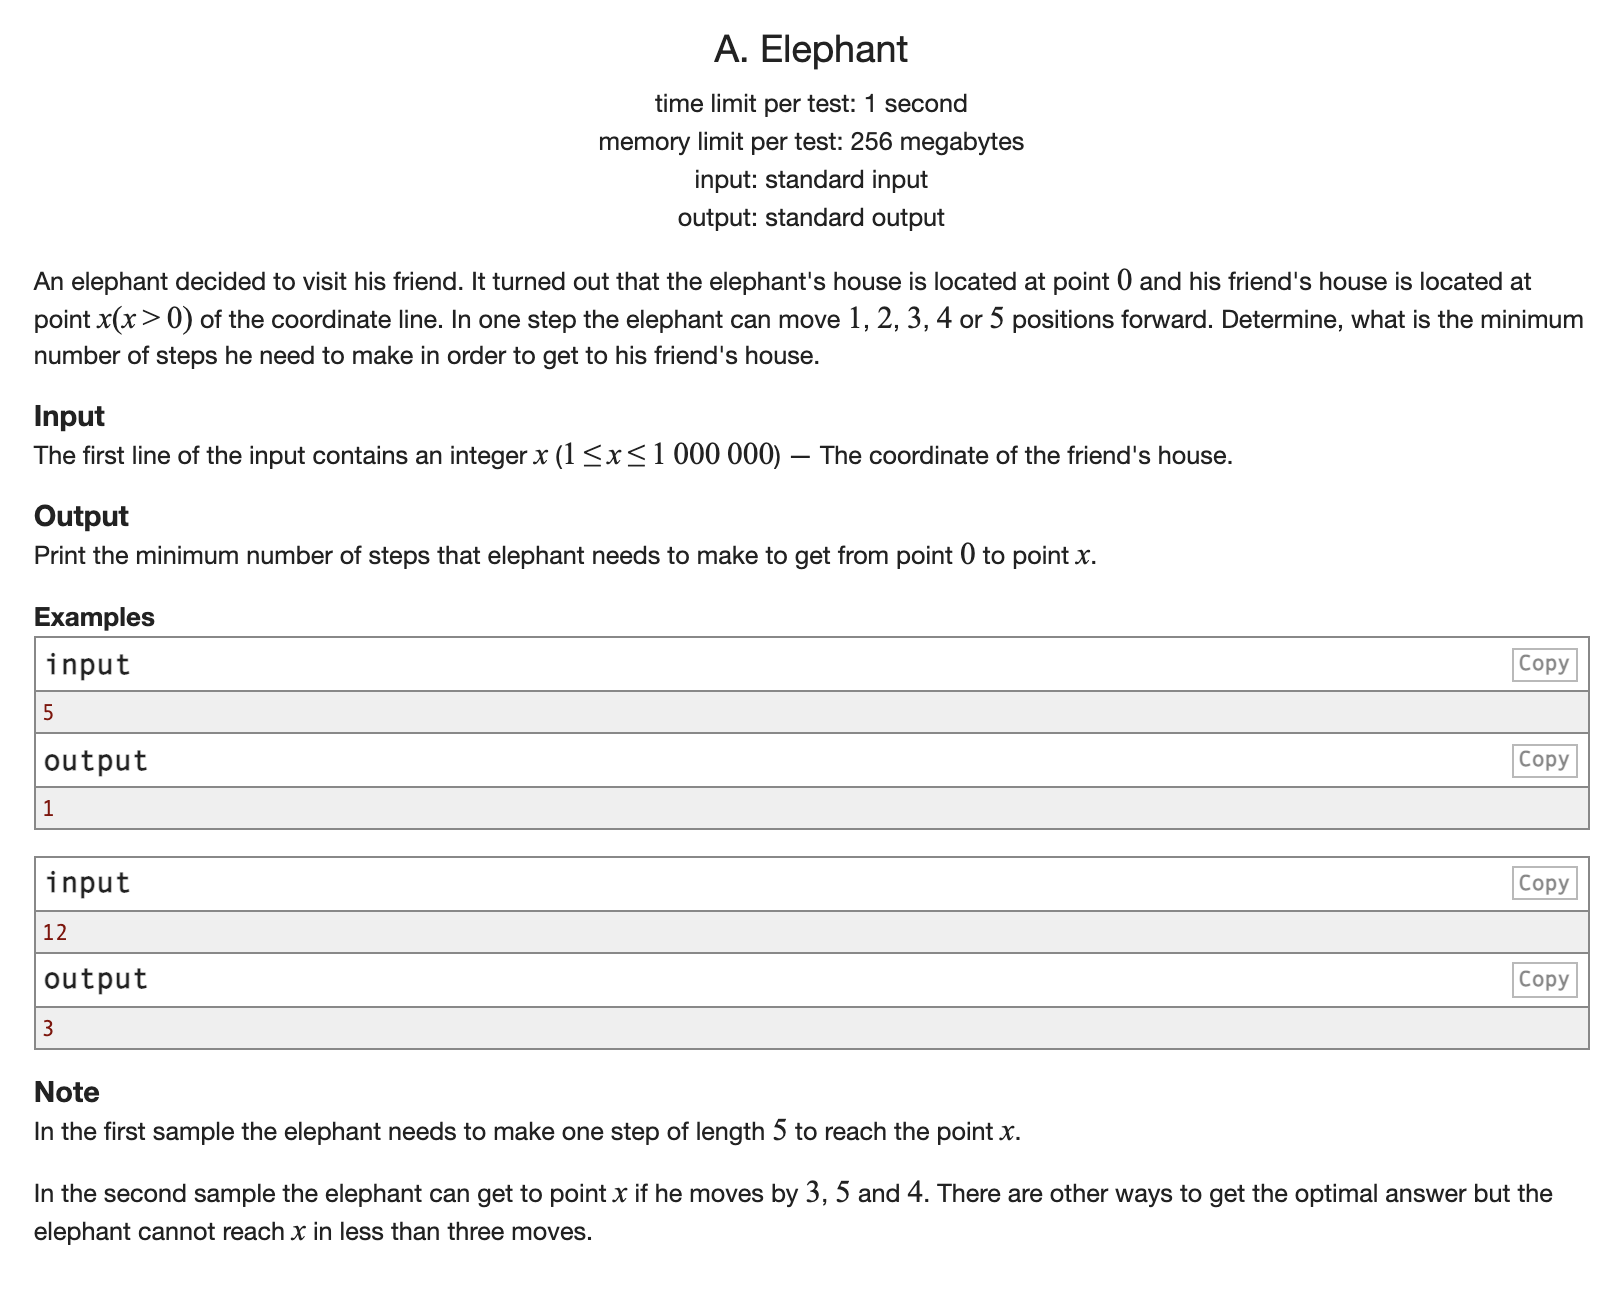 A. Elephant
time limit per test: 1 second
memory limit per test: 256 megabytes
input: standard input
output: standard output
An elephant decided to visit his friend. It turned out that the elephant's house is located at point 0 and his friend's house is located at
point x(x > 0) of the coordinate line. In one step the elephant can move 1, 2, 3, 4 or 5 positions forward. Determine, what is the minimum
number of steps he need to make in order to get to his friend's house.
Input
The first line of the input contains an integer x (1 ≤ x ≤ 1 000 000) — The coordinate of the friend's house.
Output
Print the minimum number of steps that elephant needs to make to get from point 0 to point x.
Examples
input Copy
5
output Copy
1
input Copy
12
output Copy
3
Note
In the first sample the elephant needs to make one step of length 5 to reach the point x.
In the second sample the elephant can get to point x if he moves by 3, 5 and 4. There are other ways to get the optimal answer but the
elephant cannot reach x in less than three moves.